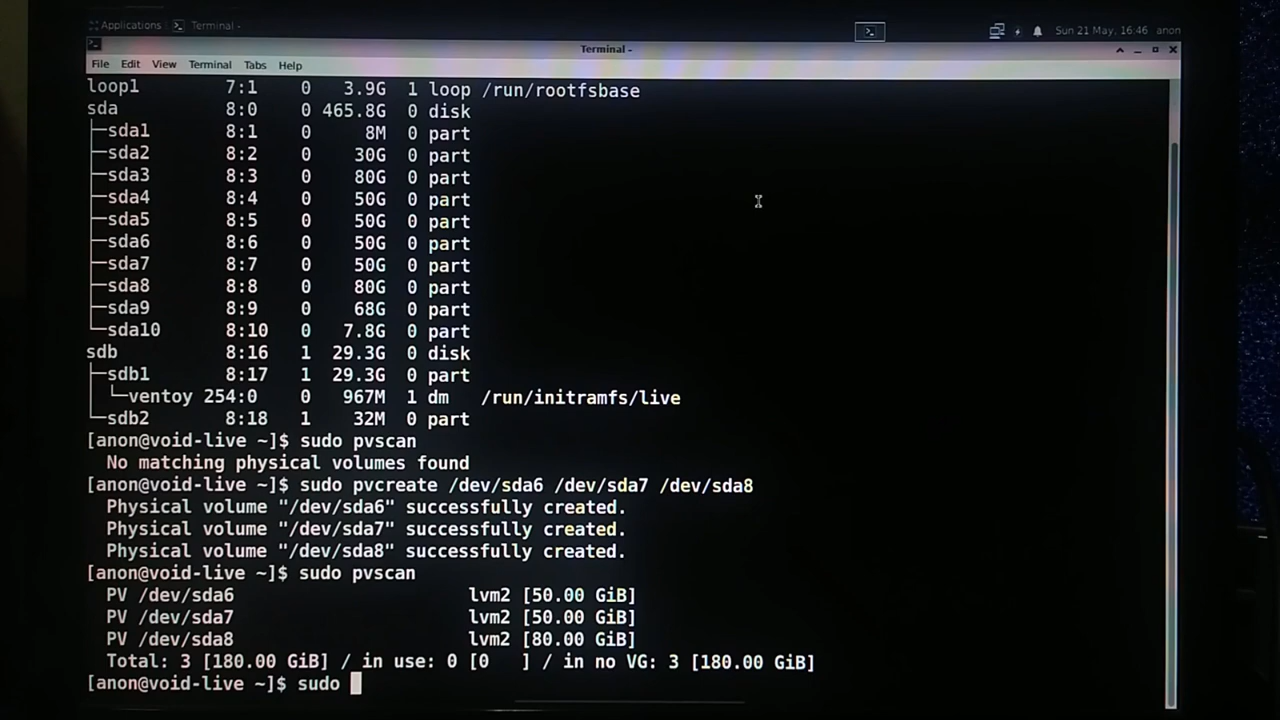 Applications Terminal - Sun 21 May, 16:46 anon
Terminal -
File Edit View Terminal Tabs Help
loop1 7:1 0 3.9G 1 loop /run/rootfsbase
sda 8:0 0 465.8G 0 disk
├─sda1 8:1 0 8M 0 part
├─sda2 8:2 0 30G 0 part
├─sda3 8:3 0 80G 0 part
├─sda4 8:4 0 50G 0 part
├─sda5 8:5 0 50G 0 part
├─sda6 8:6 0 50G 0 part
├─sda7 8:7 0 50G 0 part
├─sda8 8:8 0 80G 0 part
├─sda9 8:9 0 68G 0 part
└─sda10 8:10 0 7.8G 0 part
sdb 8:16 1 29.3G 0 disk
├─sdb1 8:17 1 29.3G 0 part
│ └─ventoy 254:0 0 967M 1 dm /run/initramfs/live
└─sdb2 8:18 1 32M 0 part
[anon@void-live ~]$ sudo pvscan
No matching physical volumes found
[anon@void-live ~]$ sudo pvcreate /dev/sda6 /dev/sda7 /dev/sda8
Physical volume "/dev/sda6" successfully created.
Physical volume "/dev/sda7" successfully created.
Physical volume "/dev/sda8" successfully created.
[anon@void-live ~]$ sudo pvscan
PV /dev/sda6 lvm2 [50.00 GiB]
PV /dev/sda7 lvm2 [50.00 GiB]
PV /dev/sda8 lvm2 [80.00 GiB]
Total: 3 [180.00 GiB] / in use: 0 [0 ] / in no VG: 3 [180.00 GiB]
[anon@void-live ~]$ sudo